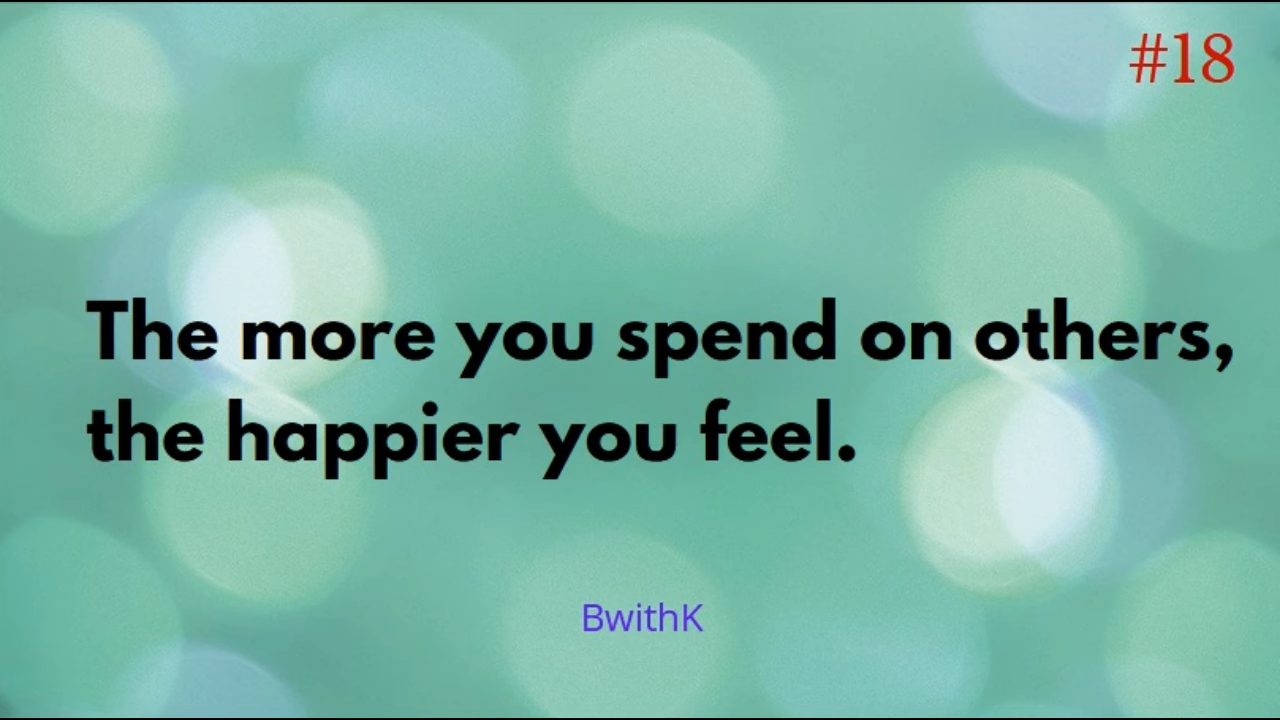 #18
The more you spend on others,
the happier you feel.
BwithK